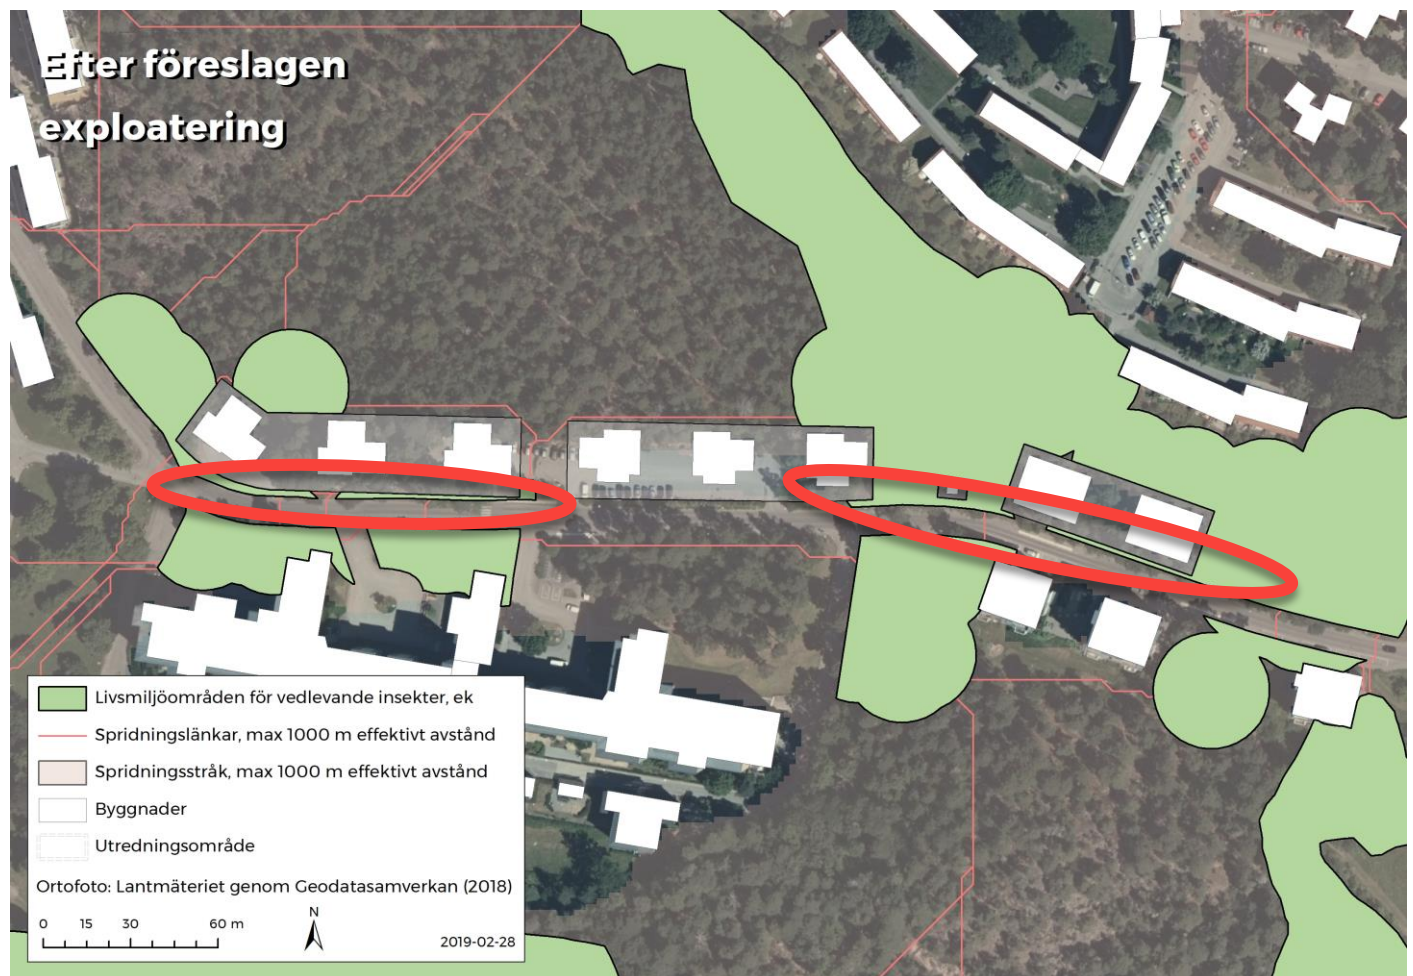 Efter föreslagen
exploatering
Livsmiljöområden för vedlevande insekter, ek
Spridningslänkar, max 1000 m effektivt avstånd
Spridningsstråk, max 1000 m effektivt avstånd
Byggnader
Utredningsområde
Ortofoto: Lantmäteriet genom Geodatasamverkan (2018)
0 15 30 60 m
N
2019-02-28